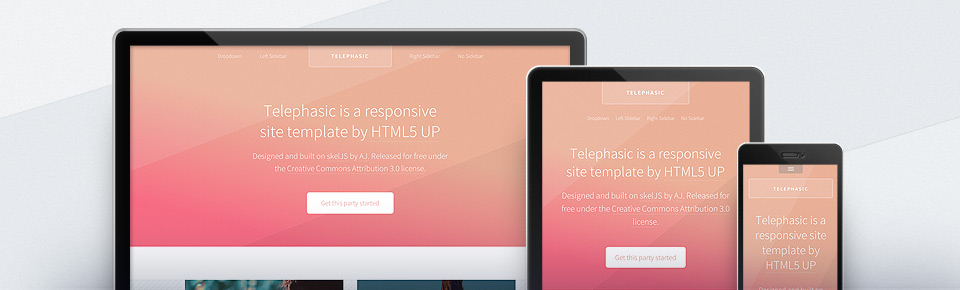 Dropdown Left Sidebar TELEPHASIC Right Sidebar No Sidebar
Telephasic is a responsive
site template by HTML5 UP
Designed and built on skelJS by AJ. Released for free under
the Creative Commons Attribution 3.0 license.
Get this party started
TELEPHASIC
Dropdown Left Sidebar Right Sidebar No Sidebar
Telephasic is a responsive
site template by HTML5 UP
Designed and built on skelJS by AJ. Released for
free under the Creative Commons Attribution 3.0
license.
Get this party started
TELEPHASIC
Telephasic is a
responsive site
template by
HTML5 UP
Designed and built on